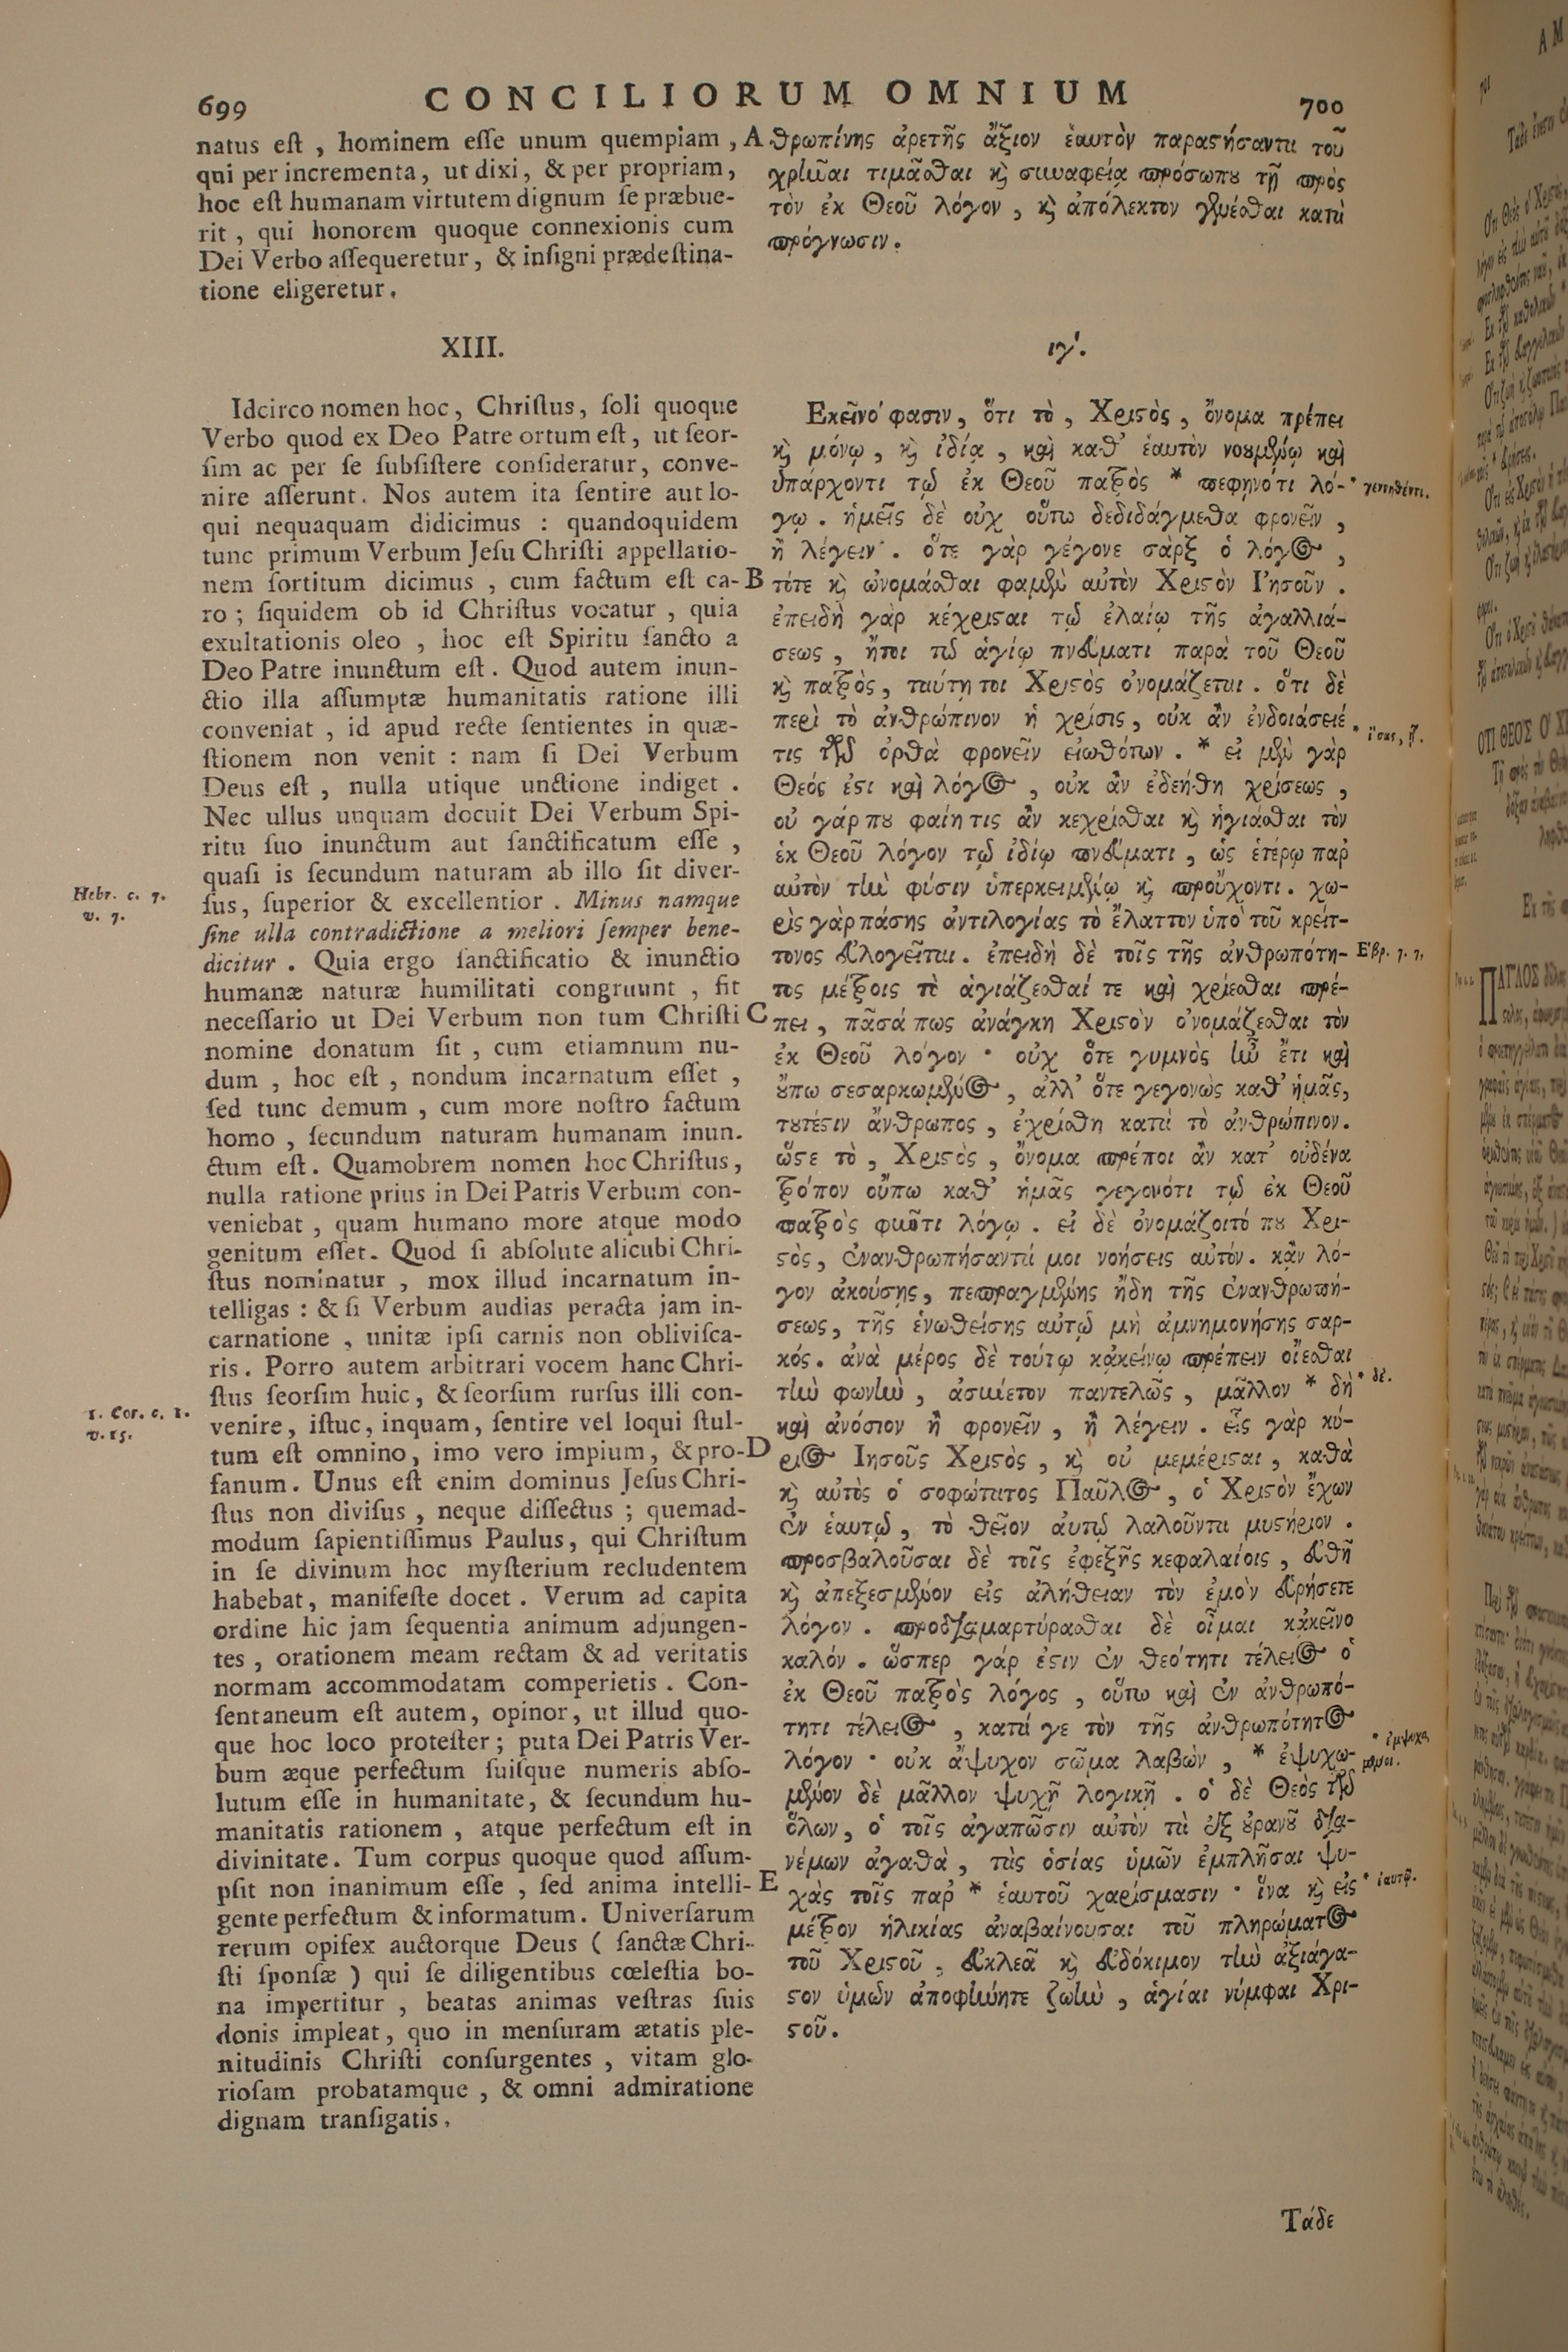 699 CONCILIORUM OMNIUM 700
natus eſt , hominem eſſe unum quempiam ,
qui per incrementa, ut dixi, & per propriam,
hoc eſt humanam virtutem dignum ſe præbue-
rit , qui honorem quoque connexionis cum
Dei Verbo aſſequeretur, & inſigni prædeſtina-
tione eligeretur.
XIII.
Idcirco nomen hoc, Chriſtus, ſoli quoque
Verbo quod ex Deo Patre ortum eſt, ut ſeor-
ſim ac per ſe ſubſiſtere conſideratur, conve-
nire aſſerunt. Nos autem ita ſentire aut lo-
qui nequaquam didicimus : quandoquidem
tunc primum Verbum Jeſu Chriſti appellatio-
nem ſortitum dicimus , cum factum eſt ca-
ro ; ſiquidem ob id Chriſtus vocatur , quia
exultationis oleo , hoc eſt Spiritu ſancto a
Deo Patre inunctum eſt. Quod autem inun-
ctio illa aſſumptæ humanitatis ratione illi
conveniat , id apud recte ſentientes in quæ-
ſtionem non venit : nam ſi Dei Verbum
Deus eſt , nulla utique unctione indiget .
Nec ullus unquam docuit Dei Verbum Spi-
ritu ſuo inunctum aut ſanctificatum eſſe ,
quaſi is ſecundum naturam ab illo ſit diver-
ſus, ſuperior & excellentior . Minus namque
ſine ulla contradictione a meliori ſemper bene-
dicitur . Quia ergo ſanctificatio & inunctio
humanæ naturæ humilitati congruunt , fit
neceſſario ut Dei Verbum non tum Chriſti
nomine donatum ſit , cum etiamnum nu-
dum , hoc eſt , nondum incarnatum eſſet ,
ſed tunc demum , cum more noſtro factum
homo , ſecundum naturam humanam inun.
ctum eſt. Quamobrem nomen hoc Chriſtus,
nulla ratione prius in Dei Patris Verbum con-
veniebat , quam humano more atque modo
genitum eſſet. Quod ſi abſolute alicubi Chri-
ſtus nominatur , mox illud incarnatum in-
telligas : & ſi Verbum audias peracta jam in-
carnatione , unitæ ipſi carnis non obliviſca-
ris. Porro autem arbitrari vocem hanc Chri-
ſtus ſeorſim huic, & ſeorſum rurſus illi con-
venire, iſtuc, inquam, ſentire vel loqui ſtul-
tum eſt omnino, imo vero impium, & pro-
fanum. Unus eſt enim dominus Jeſus Chri-
ſtus non diviſus , neque diſſectus ; quemad-
modum ſapientiſſimus Paulus, qui Chriſtum
in ſe divinum hoc myſterium recludentem
habebat, manifeſte docet . Verum ad capita
ordine hic jam ſequentia animum adjungen-
tes , orationem meam rectam & ad veritatis
normam accommodatam comperietis . Con-
ſentaneum eſt autem, opinor, ut illud quo-
que hoc loco proteſter ; puta Dei Patris Ver-
bum æque perfectum ſuiſque numeris abſo-
lutum eſſe in humanitate, & ſecundum hu-
manitatis rationem , atque perfectum eſt in
divinitate. Tum corpus quoque quod aſſum-
pſit non inanimum eſſe , ſed anima intelli-
gente perfectum & informatum. Univerſarum
rerum opifex auctorque Deus ( ſanctæ Chri-
ſti ſponſæ ) qui ſe diligentibus cœleſtia bo-
na impertitur , beatas animas veſtras ſuis
donis impleat, quo in menſuram ætatis ple-
nitudinis Chriſti conſurgentes , vitam glo-
rioſam probatamque , & omni admiratione
dignam tranſigatis.
Hebr. c. 7.
v. 7.
1. Cor. c. 1.
v. 15.
A
B
C
D
E
θρωπίνης ἀρετῆς ἄξιον ἑαυτὸν παραστήσαντα τοῦ
χρῆναι τιμᾶσθαι καὶ συναφείᾳ προσώπου τῇ πρὸς
τὸν ἐκ Θεοῦ λόγον , καὶ ἀπόλεκτον γενέσθαι κατὰ
πρόγνωσιν .
ιγʹ.
Ἐκεῖνό φασιν, ὅτι τὸ , Χριστὸς , ὄνομα πρέπει
καὶ μόνῳ , καὶ ἰδίᾳ , καὶ καθ' ἑαυτὸν νουμένῳ καὶ
ὑπάρχοντι τῷ ἐκ Θεοῦ πατρὸς * πεφηνότι λό-
γῳ . ἡμεῖς δὲ οὐχ οὕτω δεδιδάγμεθα φρονεῖν ,
ἢ λέγειν . ὅτε γὰρ γέγονε σὰρξ ὁ λόγος ,
τότε καὶ ὠνομάσθαι φαμὲν αὐτὸν Χριστὸν Ἰησοῦν .
ἐπειδὴ γὰρ κέχρισται τῷ ἐλαίῳ τῆς ἀγαλλιά-
σεως , ἤτοι τῷ ἁγίῳ πνεύματι παρὰ τοῦ Θεοῦ
καὶ πατρὸς , ταύτῃ τοι Χριστὸς ὀνομάζεται . ὅτι δὲ
περὶ τὸ ἀνθρώπινον ἡ χρίσις, οὐκ ἂν ἐνδοιάσειέ
τις τῶν ὀρθὰ φρονεῖν εἰωθότων . * εἰ μὲν γὰρ
Θεός ἐστι καὶ λόγος , οὐκ ἂν ἐδεήθη χρίσεως ,
οὐ γάρ που φαίη τις ἂν κεχρίσθαι καὶ ἡγιάσθαι τὸν
ἐκ Θεοῦ λόγον τῷ ἰδίῳ πνεύματι , ὡς ἑτέρῳ παρ'
αὐτὸν τὴν φύσιν ὑπερκειμένῳ καὶ προὔχοντι . χω-
ρὶς γὰρ πάσης ἀντιλογίας τὸ ἔλαττον ὑπὸ τοῦ κρείτ-
τονος εὐλογεῖται . ἐπειδὴ δὲ τοῖς τῆς ἀνθρωπότη-
τος μέτροις τὸ ἁγιάζεσθαί τε καὶ χρίεσθαι πρέ-
πει , πᾶσά πως ἀνάγκη Χριστὸν ὀνομάζεσθαι τὸν
ἐκ Θεοῦ λόγον · οὐχ ὅτε γυμνὸς ἦν ἔτι καὶ
οὔπω σεσαρκωμένος , ἀλλ' ὅτε γεγονὼς καθ' ἡμᾶς,
τουτέστιν ἄνθρωπος , ἐχρίσθη κατὰ τὸ ἀνθρώπινον.
ὥστε τὸ , Χριστὸς , ὄνομα πρέποι ἂν κατ' οὐδένα
τρόπον οὔπω καθ' ἡμᾶς γεγονότι τῷ ἐκ Θεοῦ
πατρὸς φωτὶ λόγῳ . εἰ δὲ ὀνομάζοιτό που Χρι-
στὸς , ἐνανθρωπήσαντά μοι νοήσεις αὐτόν . κἂν λό-
γον ἀκούσῃς , πεπραγμένης ἤδη τῆς ἐνανθρωπή-
σεως, τῆς ἑνωθείσης αὐτῷ μὴ ἀμνημονήσῃς σαρ-
κός . ἀνὰ μέρος δὲ τούτῳ κἀκείνῳ πρέπειν οἴεσθαι
τὴν φωνὴν , ἀσύνετον παντελῶς , μᾶλλον * δὴ
καὶ ἀνόσιον ἢ φρονεῖν , ἢ λέγειν . εἷς γὰρ κύ-
ριος Ἰησοῦς Χριστὸς , καὶ οὐ μεμέρισται , καθὰ
καὶ αὐτὸς ὁ σοφώτατος Παῦλος , ὁ Χριστὸν ἔχων
ἐν ἑαυτῷ , τὸ θεῖον αὐτῷ λαλοῦντα μυστήριον .
προσβαλοῦσαι δὲ τοῖς ἐφεξῆς κεφαλαίοις , εὐθῆ
καὶ ἀπεξεσμένον εἰς ἀλήθειαν τὸν ἐμὸν εὑρήσετε
λόγον . προσδιαμαρτύρασθαι δὲ οἶμαι κἀκεῖνο
καλόν . ὥσπερ γάρ ἐστιν ἐν θεότητι τέλειος ὁ
ἐκ Θεοῦ πατρὸς λόγος , οὕτω καὶ ἐν ἀνθρωπό-
τητι τέλειος , κατά γε τὸν τῆς ἀνθρωπότητος
λόγον · οὐκ ἄψυχον σῶμα λαβὼν , * ἐψυχω-
μένον δὲ μᾶλλον ψυχῇ λογικῇ . ὁ δὲ Θεὸς τῶν
ὅλων , ὁ τοῖς ἀγαπῶσιν αὐτὸν τὰ ἐξ οὐρανοῦ δια-
νέμων ἀγαθὰ , τὰς ὁσίας ὑμῶν ἐμπλῆσαι ψυ-
χὰς τοῖς παρ' * ἑαυτοῦ χαρίσμασιν · ἵνα καὶ εἰς
μέτρον ἡλικίας ἀναβαίνουσαι τοῦ πληρώματος
τοῦ Χριστοῦ , εὐκλεᾶ καὶ εὐδόκιμον τὴν ἀξιάγα-
στον ὑμῶν ἀποφήνητε ζωὴν , ἁγίαι νύμφαι Χρι-
στοῦ .
* γεννηθέντι.
Ἑβρ. 7. 7.
* δέ.
* ἑαυτῷ.
Τάδε